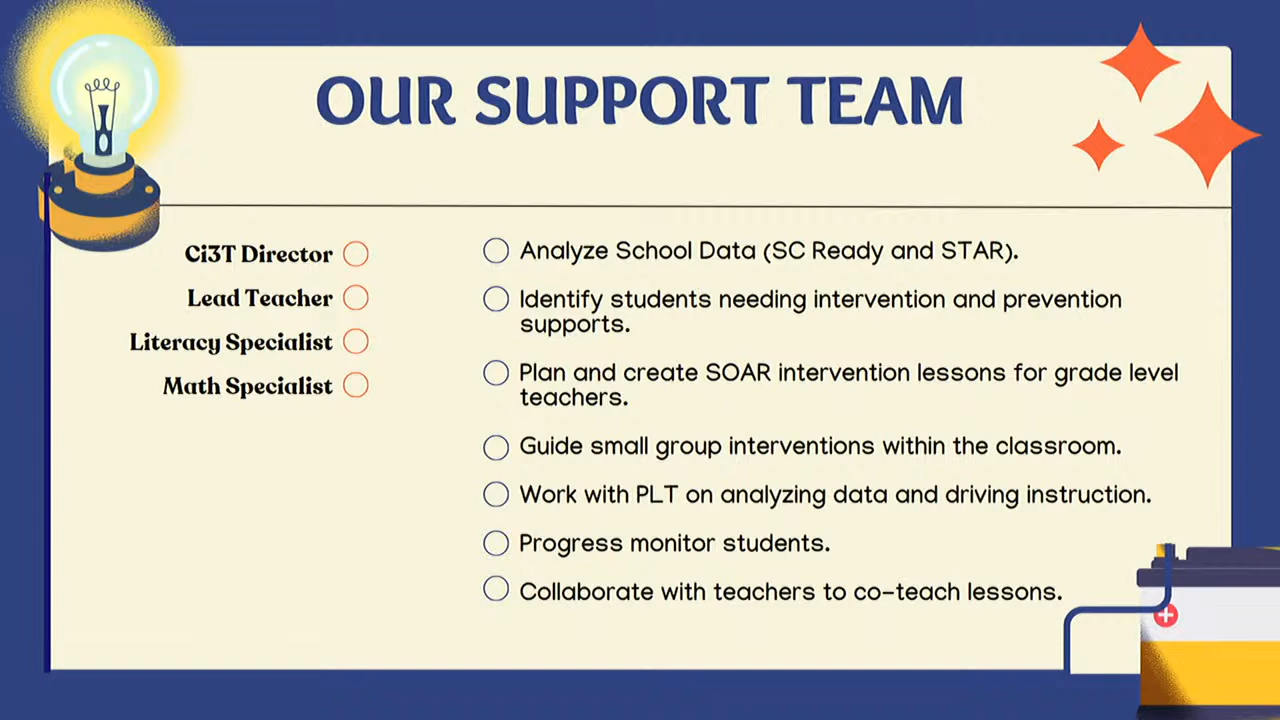 OUR SUPPORT TEAM
Ci3T Director
Lead Teacher
Literacy Specialist
Math Specialist
Analyze School Data (SC Ready and STAR).
Identify students needing intervention and prevention
supports.
Plan and create SOAR intervention lessons for grade level
teachers.
Guide small group interventions within the classroom.
Work with PLT on analyzing data and driving instruction.
Progress monitor students.
Collaborate with teachers to co-teach lessons.